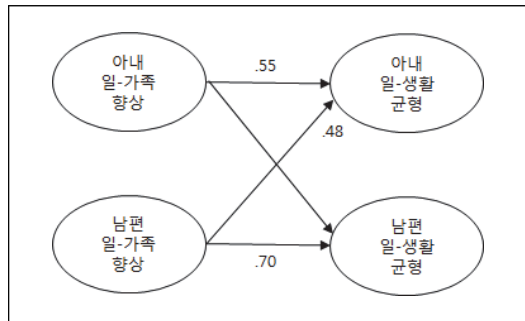 아내
일-가족
향상
.55
아내
일-생활
균형
.48
남편
일-가족
향상
.70
남편
일-생활
균형